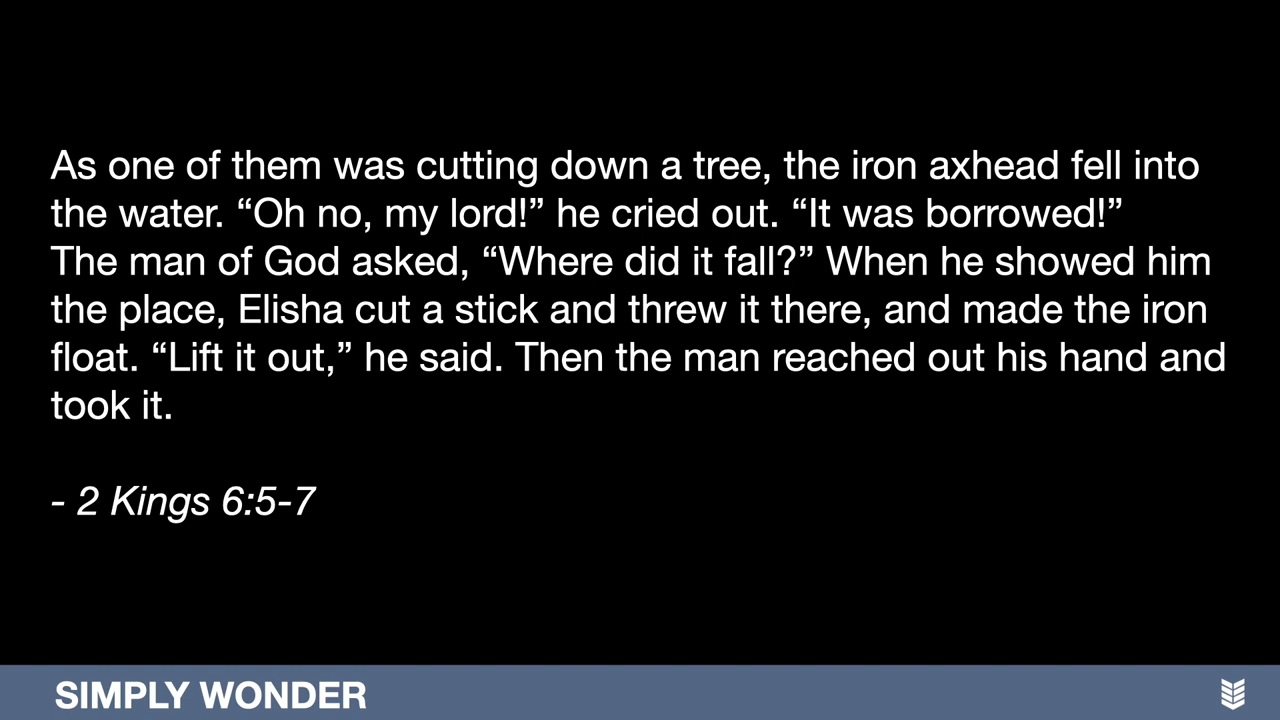 As one of them was cutting down a tree, the iron axhead fell into
the water. “Oh no, my lord!” he cried out. “It was borrowed!”
The man of God asked, “Where did it fall?” When he showed him
the place, Elisha cut a stick and threw it there, and made the iron
float. “Lift it out,” he said. Then the man reached out his hand and
took it.
- 2 Kings 6:5-7
SIMPLY WONDER